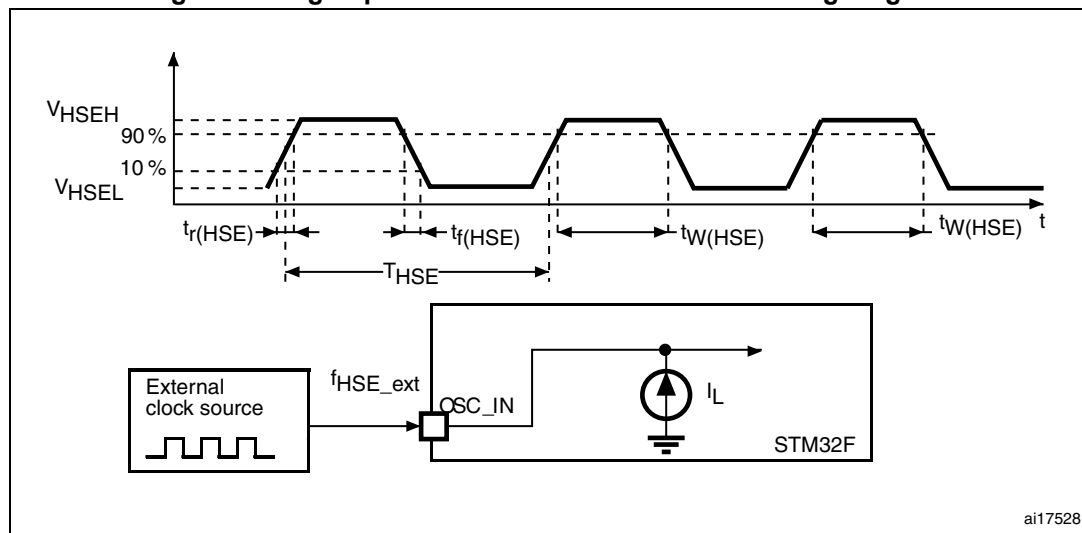 V_HSEH
90 %
10 %
V_HSEL
t_r(HSE)
t_f(HSE)
t_W(HSE)
t_W(HSE)
t
T_HSE
External
clock source
f_HSE_ext
OSC_IN
I_L
STM32F
ai17528